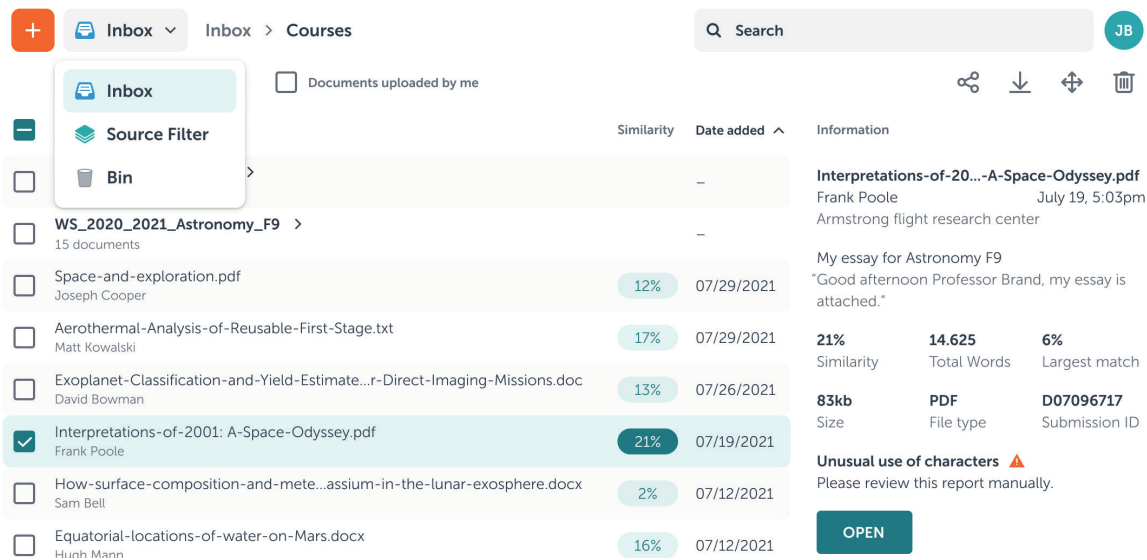 +
Inbox
Inbox > Courses
Search
JB
Inbox
Source Filter
Bin
Documents uploaded by me
Similarity
Date added
–
WS_2020_2021_Astronomy_F9 >
15 documents
–
Space-and-exploration.pdf
Joseph Cooper
12%
07/29/2021
Aerothermal-Analysis-of-Reusable-First-Stage.txt
Matt Kowalski
17%
07/29/2021
Exoplanet-Classification-and-Yield-Estimate...r-Direct-Imaging-Missions.doc
David Bowman
13%
07/26/2021
Interpretations-of-2001: A-Space-Odyssey.pdf
Frank Poole
21%
07/19/2021
How-surface-composition-and-mete...assium-in-the-lunar-exosphere.docx
Sam Bell
2%
07/12/2021
Equatorial-locations-of-water-on-Mars.docx
Hugh Mann
16%
07/12/2021
Information
Interpretations-of-20...-A-Space-Odyssey.pdf
Frank Poole July 19, 5:03pm
Armstrong flight research center
My essay for Astronomy F9
“Good afternoon Professor Brand, my essay is
attached.”
21% 14.625 6%
Similarity Total Words Largest match
83kb PDF D07096717
Size File type Submission ID
Unusual use of characters
Please review this report manually.
OPEN